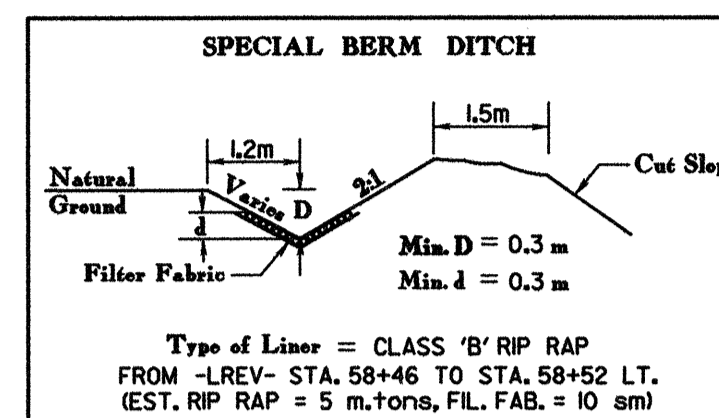 SPECIAL BERM DITCH
1.5m
1.2m
Natural
Ground
Varies
D
2:1
Cut Slop
d
Filter Fabric
Min. D = 0.3 m
Min. d = 0.3 m
Type of Liner = CLASS 'B' RIP RAP
FROM -LREV- STA. 58+46 TO STA. 58+52 LT.
(EST. RIP RAP = 5 m.tons, FIL. FAB. = 10 sm)